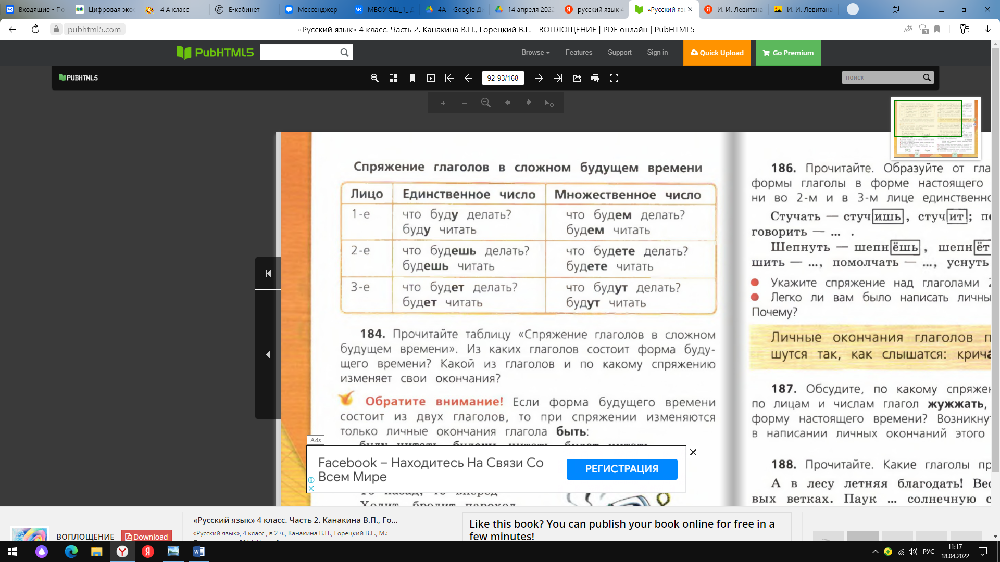 Входящие - По
Цифровая экос
4 А класс
Е-кабинет
Мессенджер
МБОУ СШ_1_ Д
4А – Google Ди
14 апреля 2022
русский язык 4
«Русский яз
И. И. Левитана
И. И. Левитана
pubhtml5.com
«Русский язык» 4 класс. Часть 2. Канакина В.П., Горецкий В.Г. - ВОПЛОЩЕНИЕ | PDF онлайн | PubHTML5
1
PubHTML5
Browse
Features
Support
Sign in
Quick Upload
Go Premium
PUBHTML5
92-93/168
поиск
Спряжение глаголов в сложном будущем времени
Лицо Единственное число Множественное число
1-е что буду делать? что будем делать?
буду читать будем читать
2-е что будешь делать? что будете делать?
будешь читать будете читать
3-е что будет делать? что будут делать?
будет читать будут читать
184. Прочитайте таблицу «Спряжение глаголов в сложном
будущем времени». Из каких глаголов состоит форма буду-
щего времени? Какой из глаголов и по какому спряжению
изменяет свои окончания?
Обратите внимание! Если форма будущего времени
состоит из двух глаголов, то при спряжении изменяются
только личные окончания глагола быть:
Ходит, бродит пароход
186. Прочитайте. Образуйте от гла
формы глаголы в форме настоящего
ни во 2-м и в 3-м лице единственно
Стучать — стучишь, стучит; пе
говорить — ... .
Шепнуть — шепнёшь, шепнёт
шить — ..., помолчать — ..., уснуть
Укажите спряжение над глаголами 2
Легко ли вам было написать личны
Почему?
Личные окончания глаголов п
шутся так, как слышатся: крича
187. Обсудите, по какому спряжен
по лицам и числам глагол жужжать,
форму настоящего времени? Возникнут
в написании личных окончаний этого
188. Прочитайте. Какие глаголы пр
А в лесу летняя благодать! Вес
вых ветках. Паук ... солнечную с
Ads
Facebook – Находитесь На Связи Со
Всем Мире
РЕГИСТРАЦИЯ
ВОПЛОЩЕНИЕ
Download
«Русский язык» 4 класс. Часть 2. Канакина В.П., Го...
«Русский язык», 4 класс , в 2 ч., Канакина В.П., Горецкий В.Г., М.:
Like this book? You can publish your book online for free in a
few minutes!
РУС
11:17
18.04.2022